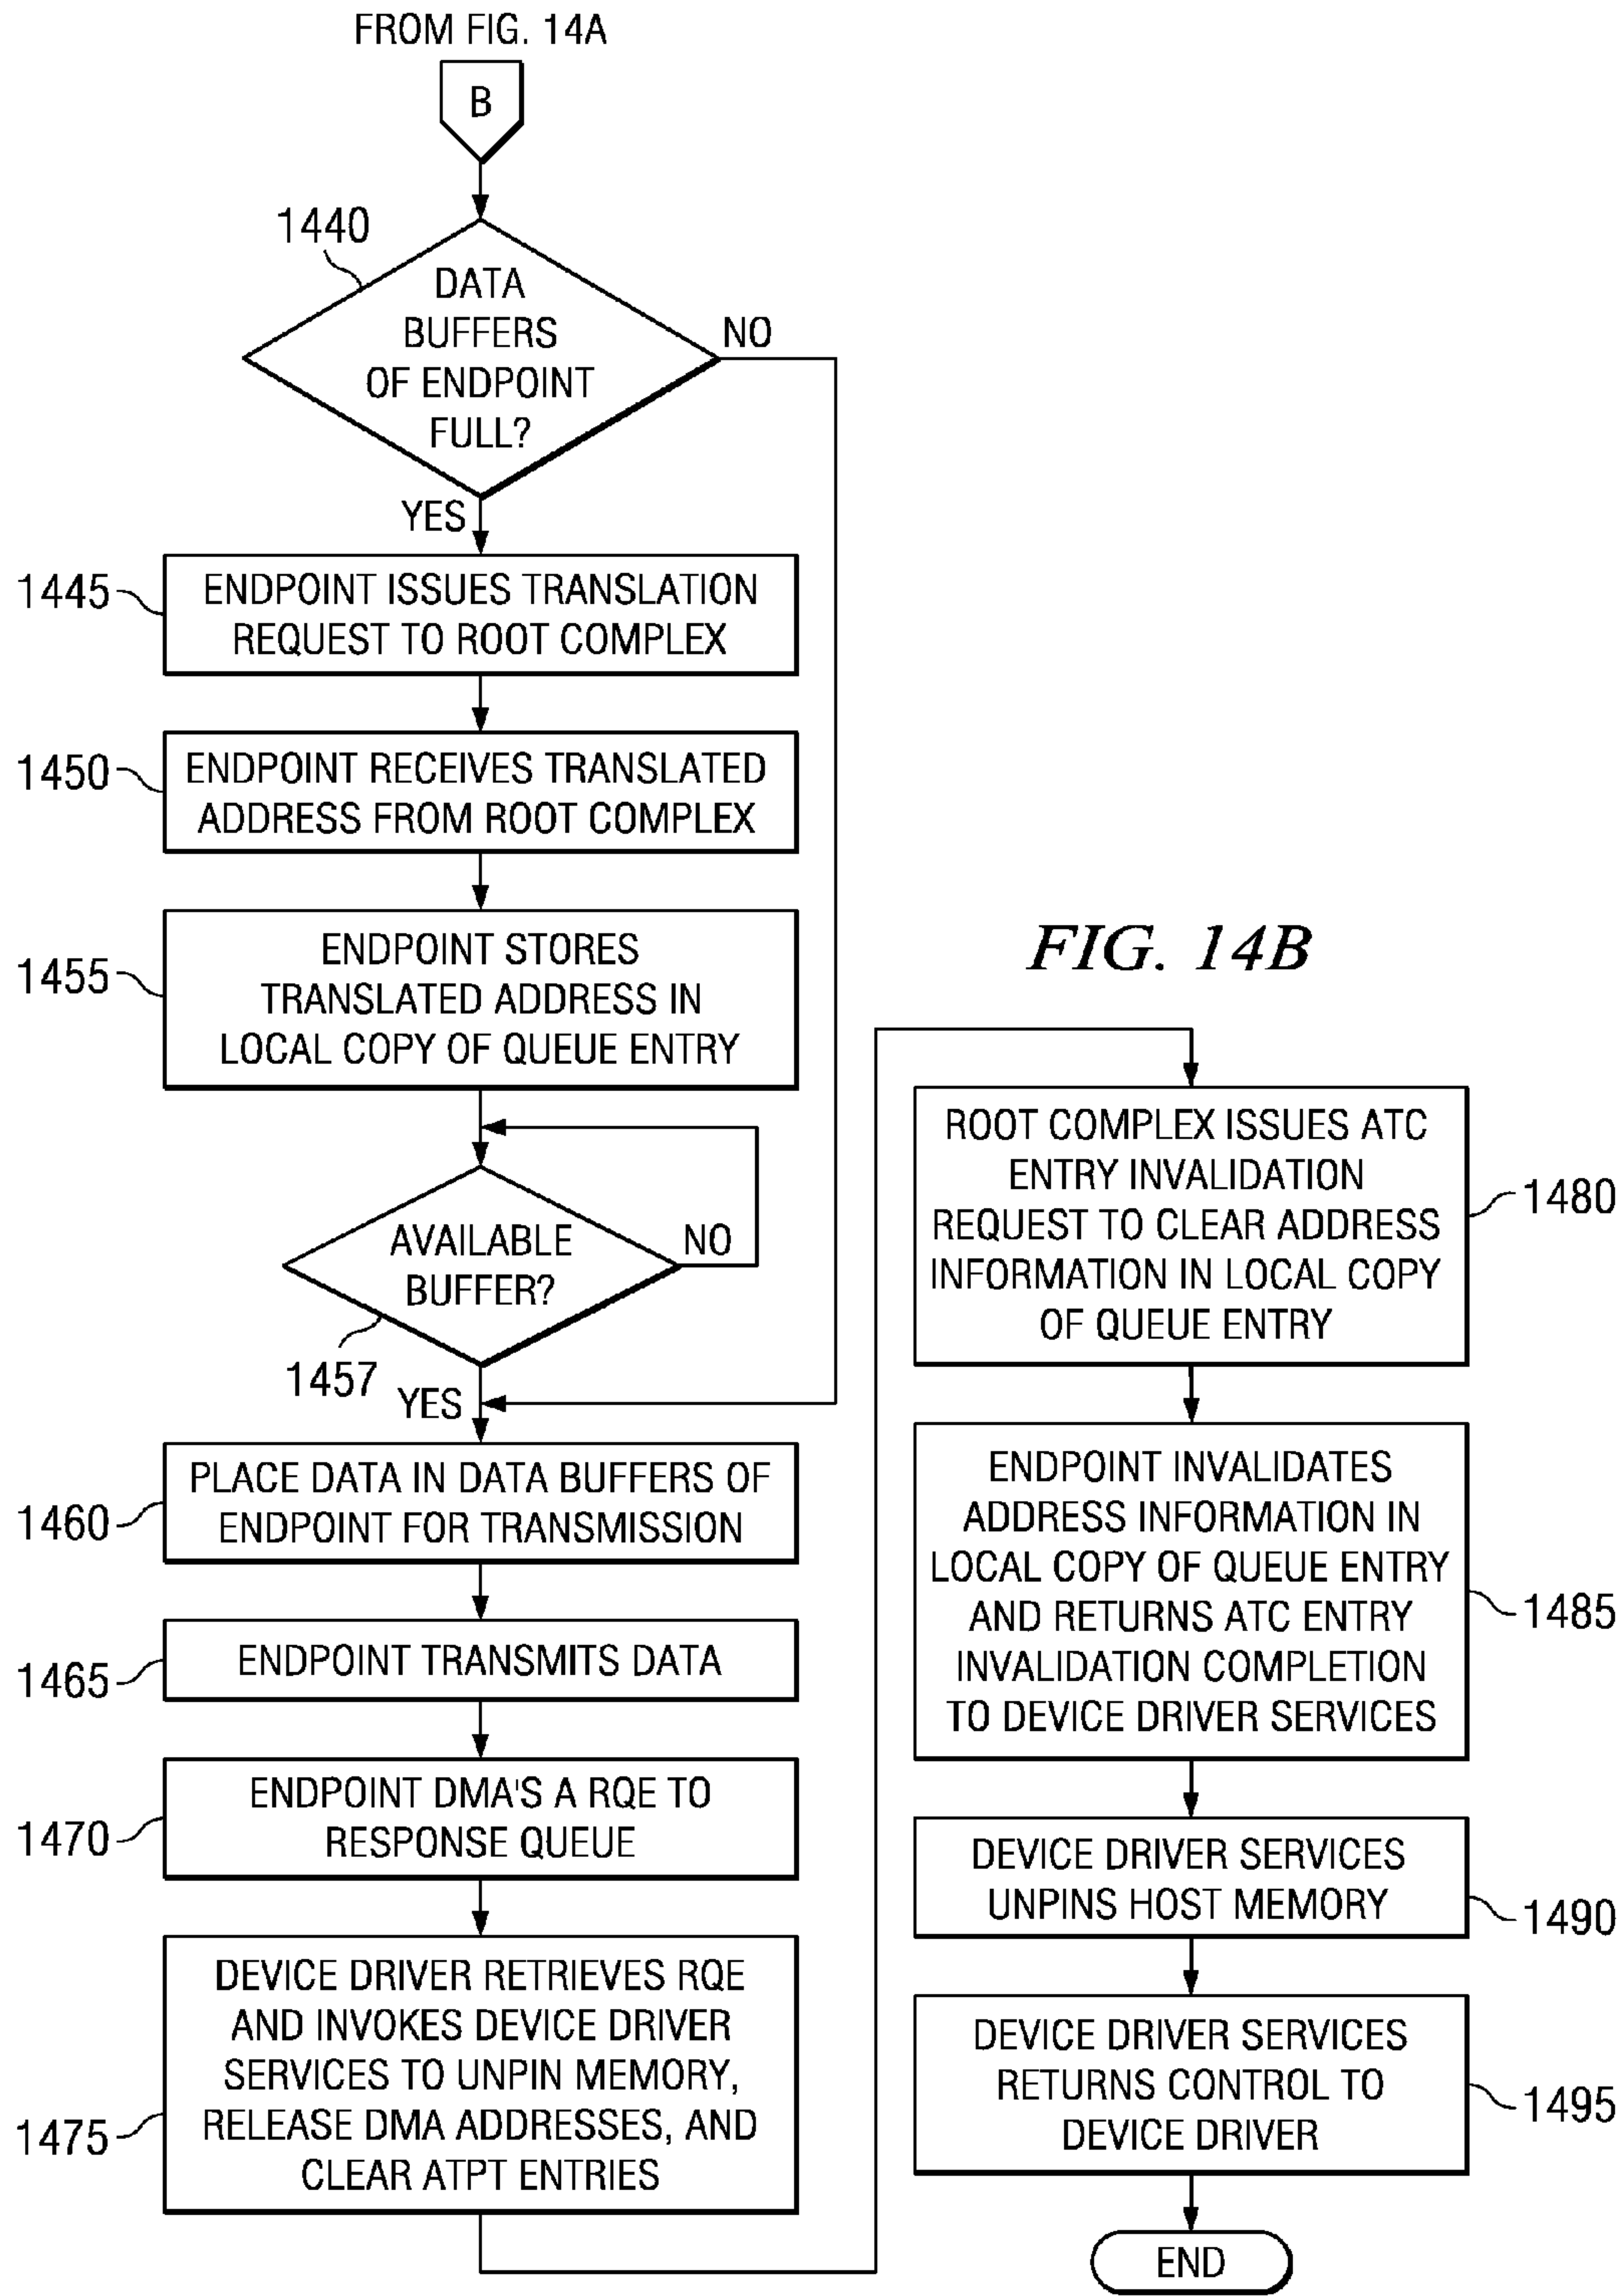 FROM FIG. 14A
B
1440
DATA
BUFFERS
OF ENDPOINT
FULL?
NO
YES
1445
ENDPOINT ISSUES TRANSLATION
REQUEST TO ROOT COMPLEX
1450
ENDPOINT RECEIVES TRANSLATED
ADDRESS FROM ROOT COMPLEX
1455
ENDPOINT STORES
TRANSLATED ADDRESS IN
LOCAL COPY OF QUEUE ENTRY
AVAILABLE
BUFFER?
NO
1457
YES
1460
PLACE DATA IN DATA BUFFERS OF
ENDPOINT FOR TRANSMISSION
1465
ENDPOINT TRANSMITS DATA
1470
ENDPOINT DMA'S A RQE TO
RESPONSE QUEUE
1475
DEVICE DRIVER RETRIEVES RQE
AND INVOKES DEVICE DRIVER
SERVICES TO UNPIN MEMORY,
RELEASE DMA ADDRESSES, AND
CLEAR ATPT ENTRIES
FIG. 14B
ROOT COMPLEX ISSUES ATC
ENTRY INVALIDATION
REQUEST TO CLEAR ADDRESS
INFORMATION IN LOCAL COPY
OF QUEUE ENTRY
1480
ENDPOINT INVALIDATES
ADDRESS INFORMATION IN
LOCAL COPY OF QUEUE ENTRY
AND RETURNS ATC ENTRY
INVALIDATION COMPLETION
TO DEVICE DRIVER SERVICES
1485
DEVICE DRIVER SERVICES
UNPINS HOST MEMORY
1490
DEVICE DRIVER SERVICES
RETURNS CONTROL TO
DEVICE DRIVER
1495
END